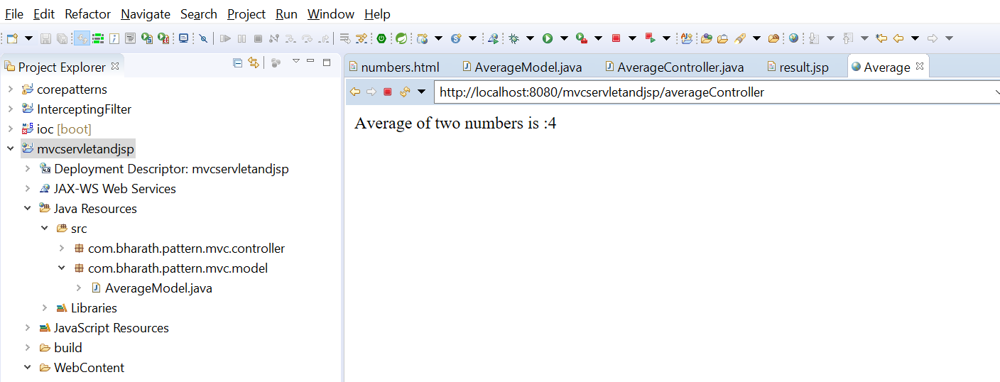 File Edit Refactor Navigate Search Project Run Window Help
Project Explorer
corepatterns
InterceptingFilter
ioc [boot]
mvcservletandjsp
Deployment Descriptor: mvcservletandjsp
JAX-WS Web Services
Java Resources
src
com.bharath.pattern.mvc.controller
com.bharath.pattern.mvc.model
AverageModel.java
Libraries
JavaScript Resources
build
WebContent
numbers.html AverageModel.java AverageController.java result.jsp Average
http://localhost:8080/mvcservletandjsp/averageController
Average of two numbers is :4